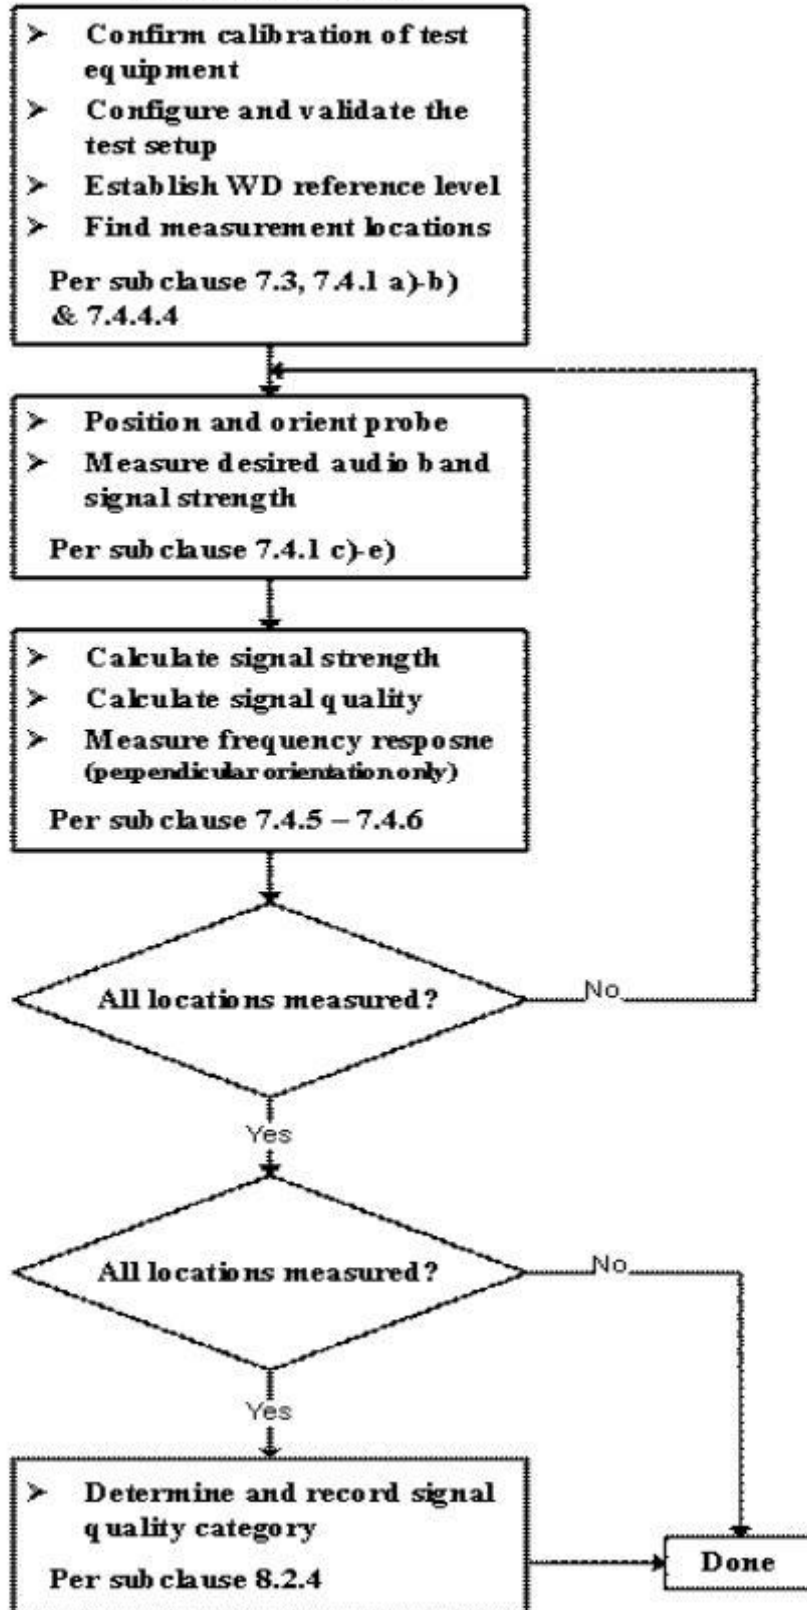 ➢ Confirm calibration of test
equipment
➢ Configure and validate the
test setup
➢ Establish WD reference level
➢ Find measurement locations
Per subclause 7.3, 7.4.1 a)-b)
& 7.4.4.4
➢ Position and orient probe
➢ Measure desired audio band
signal strength
Per subclause 7.4.1 c)-e)
➢ Calculate signal strength
➢ Calculate signal quality
➢ Measure frequency resposne
(perpendicular orientation only)
Per subclause 7.4.5 – 7.4.6
All locations measured?
No
Yes
All locations measured?
No
Yes
➢ Determine and record signal
quality category
Per subclause 8.2.4
Done